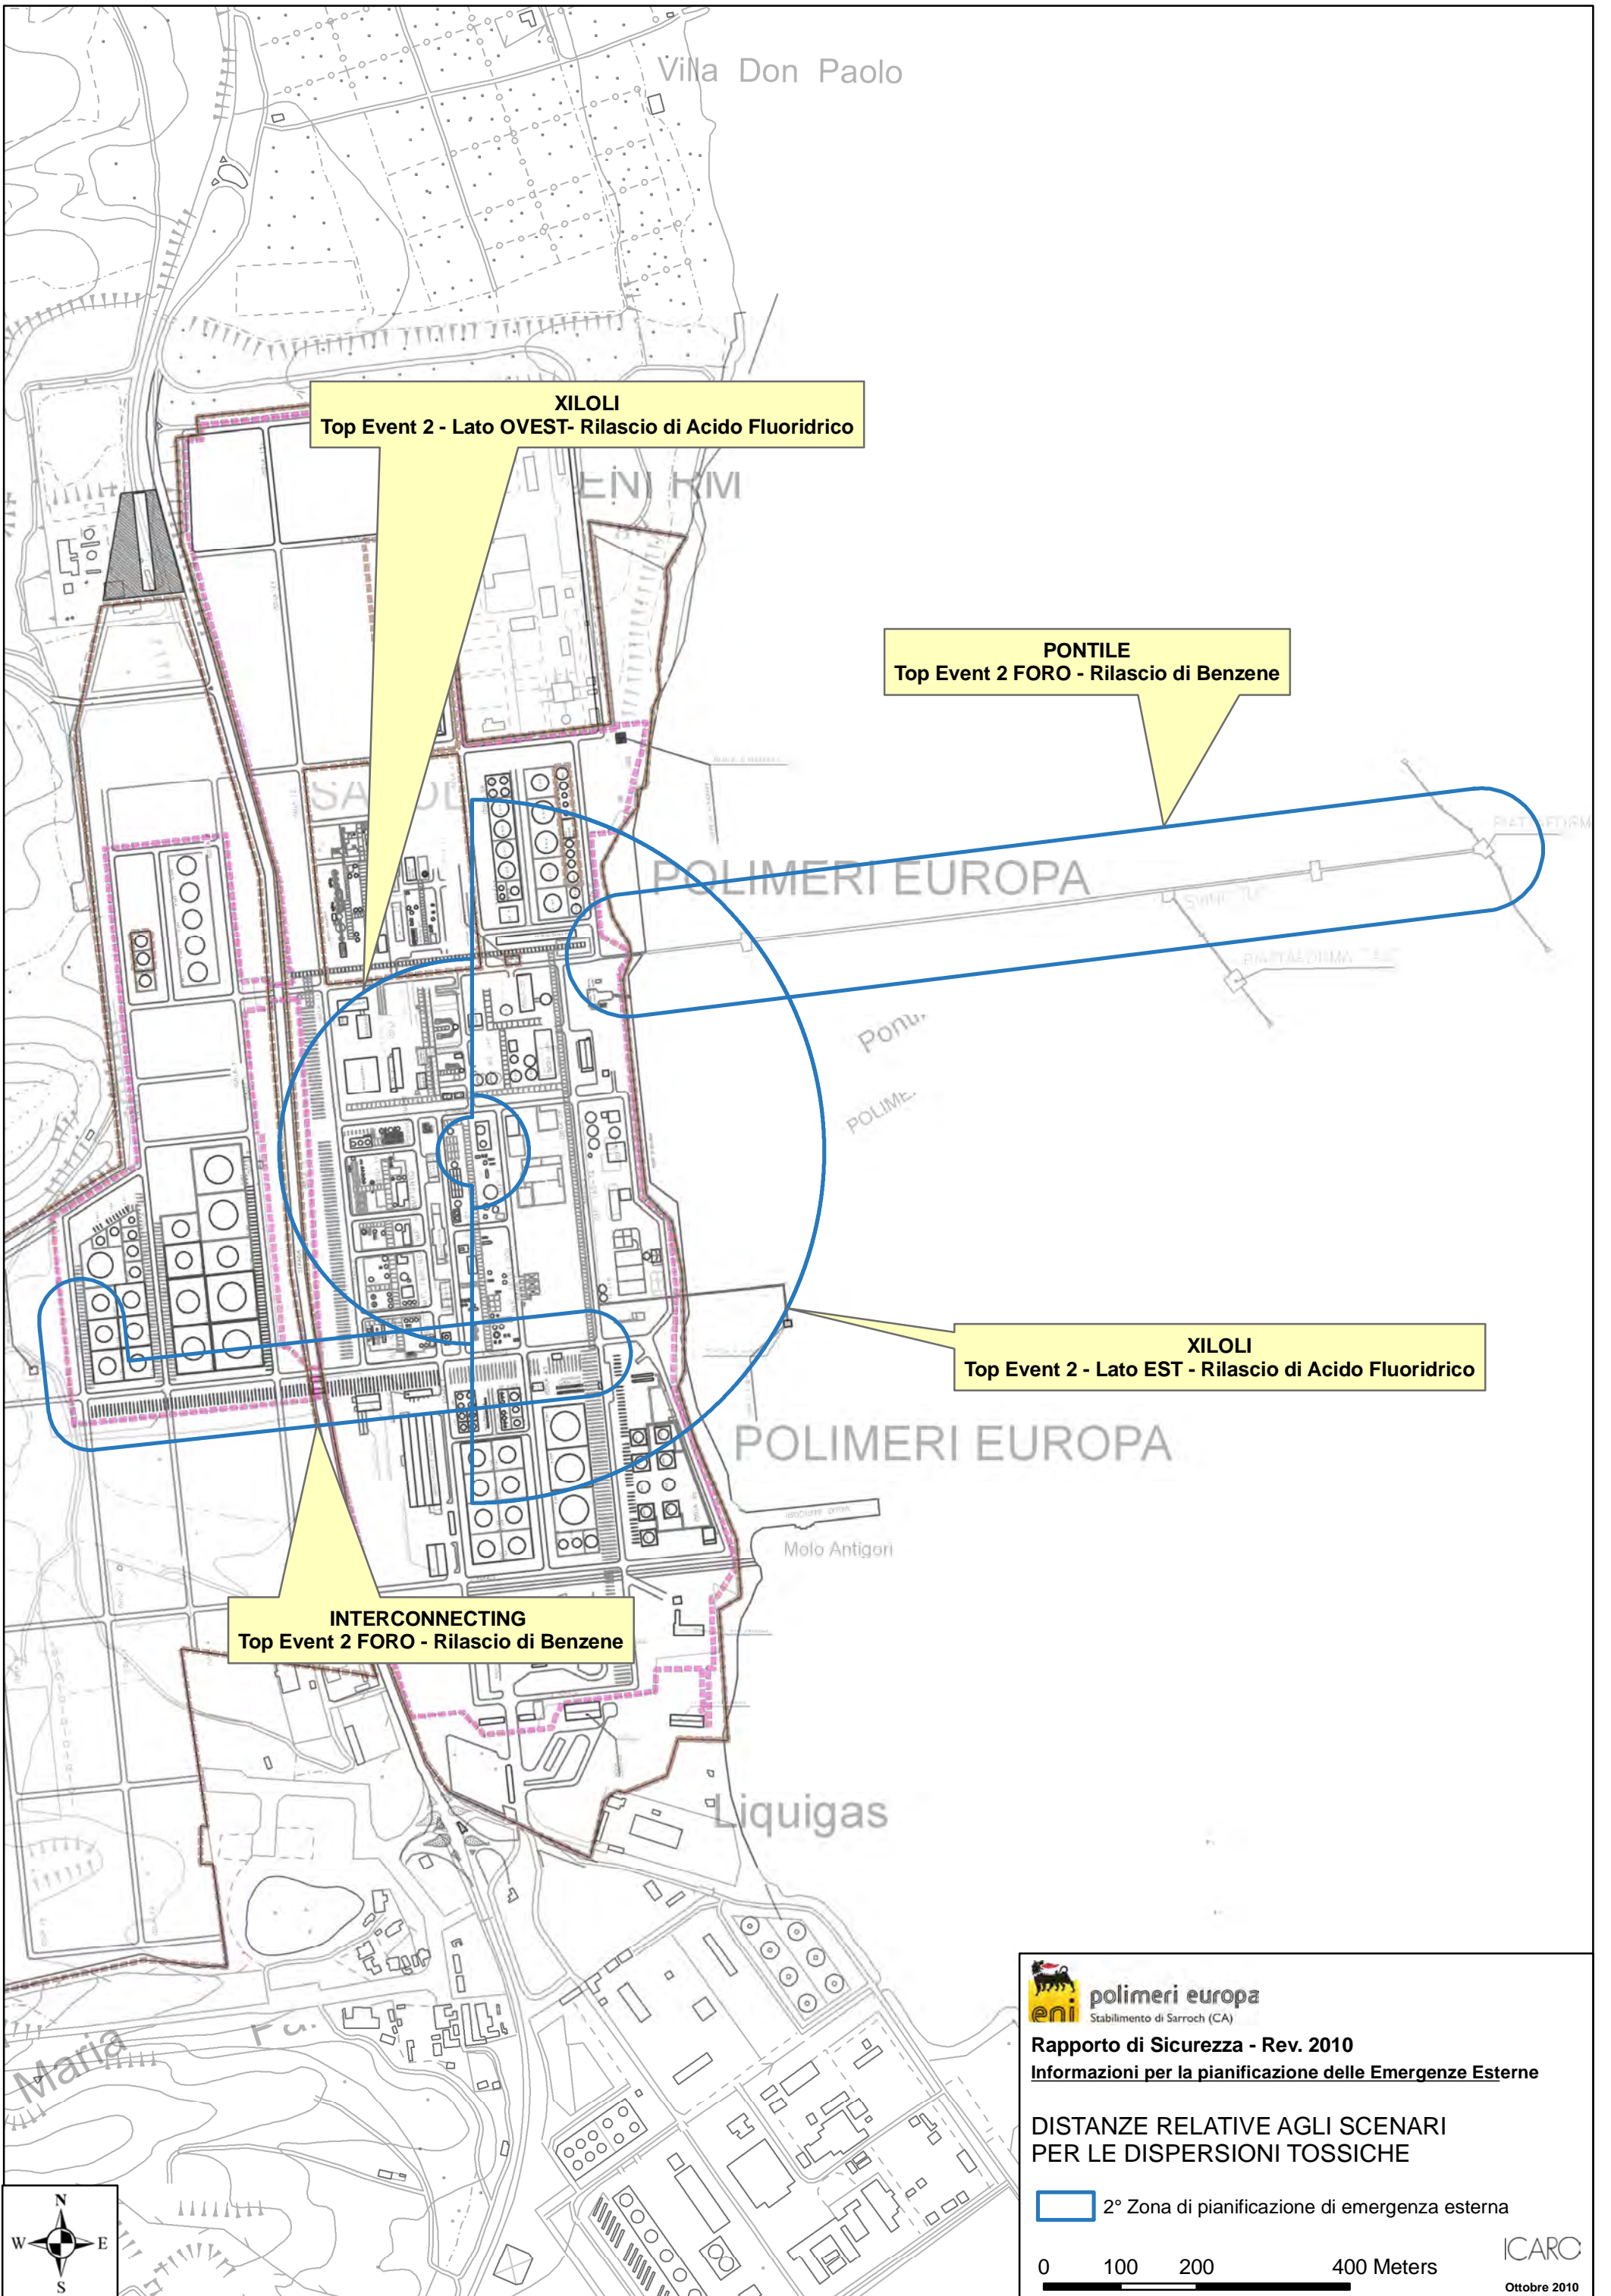 Villa Don Paolo
XILOLI
Top Event 2 - Lato OVEST- Rilascio di Acido Fluoridrico
ENI RM
PONTILE
Top Event 2 FORO - Rilascio di Benzene
POLIMERI EUROPA
XILOLI
Top Event 2 - Lato EST - Rilascio di Acido Fluoridrico
POLIMERI EUROPA
Molo Antigori
INTERCONNECTING
Top Event 2 FORO - Rilascio di Benzene
Liquigas
Maria
eni
polimeri europa
Stabilimento di Sarroch (CA)
Rapporto di Sicurezza - Rev. 2010
Informazioni per la pianificazione delle Emergenze Esterne
DISTANZE RELATIVE AGLI SCENARI
PER LE DISPERSIONI TOSSICHE
2° Zona di pianificazione di emergenza esterna
0 100 200 400 Meters
ICARO
Ottobre 2010
N
W E
S